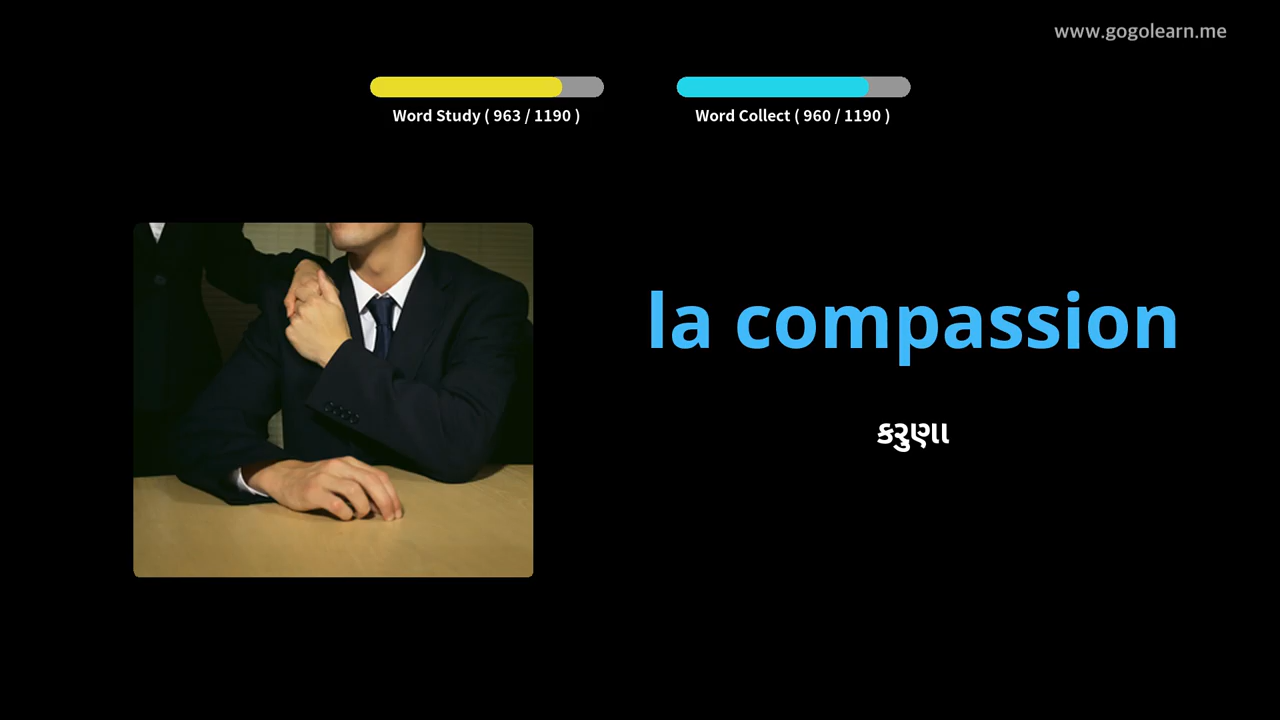 www.gogolearn.me
Word Study ( 963 / 1190 )
Word Collect ( 960 / 1190 )
la compassion
કરુણા